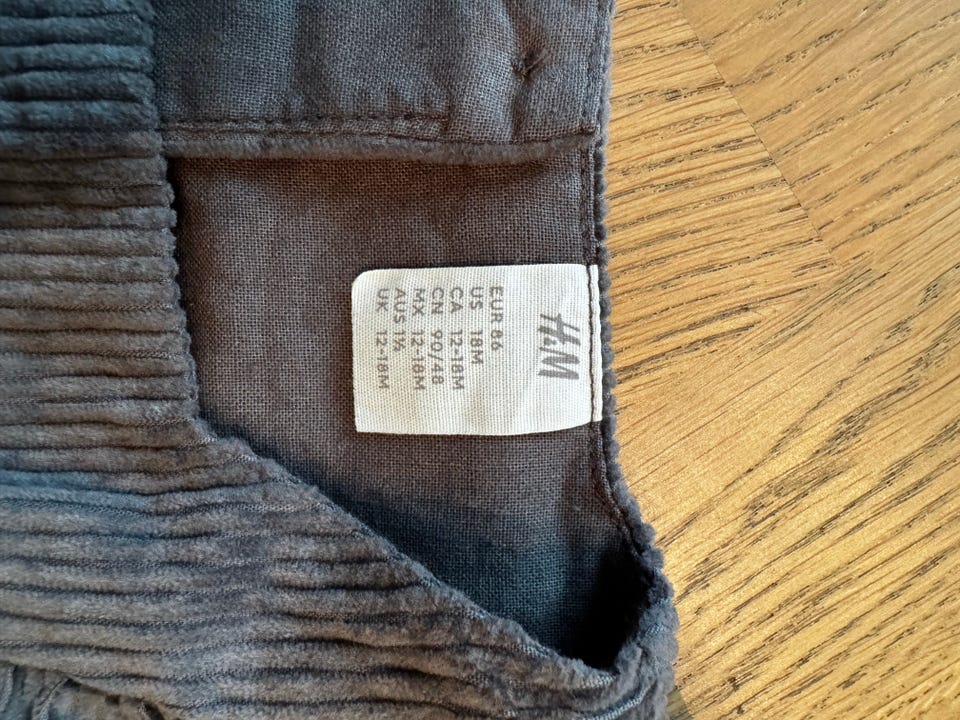 H&M
EUR 86
US 18M
CA 12-18M
CN 90/48
MX 12-18M
AUS 1½
UK 12-18M